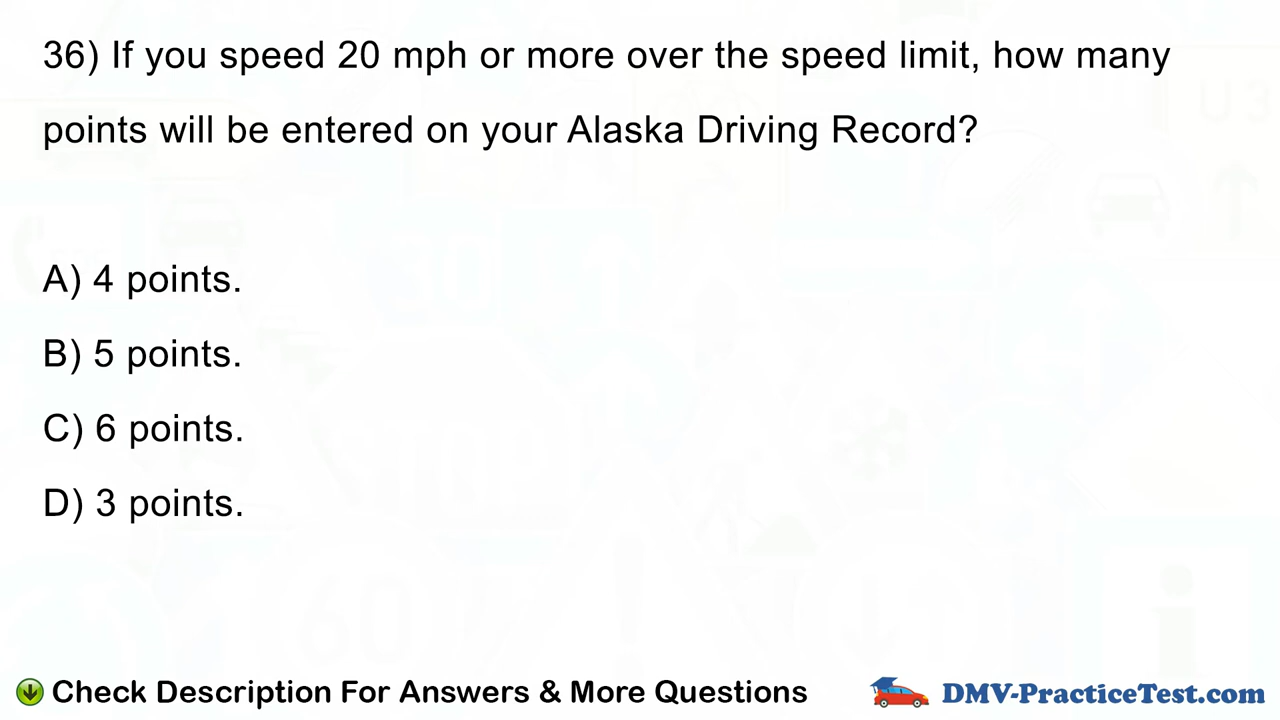 36) If you speed 20 mph or more over the speed limit, how many
points will be entered on your Alaska Driving Record?
A) 4 points.
B) 5 points.
C) 6 points.
D) 3 points.
Check Description For Answers & More Questions
DMV-PracticeTest.com